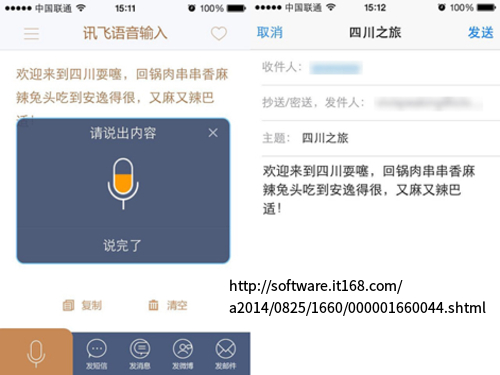 中国联通 15:11 100%
讯飞语音输入
欢迎来到四川耍噻，回锅肉串串香麻
辣兔头吃到安逸得很，又麻又辣巴
适！
请说出内容
说完了
复制 清空
发短信 发消息 发微博 发邮件
中国联通 15:12 100%
取消 四川之旅 发送
收件人：
抄送/密送，发件人：
主题： 四川之旅
欢迎来到四川耍噻，回锅肉串串香麻
辣兔头吃到安逸得很，又麻又辣巴
适！
http://software.it168.com/
a2014/0825/1660/000001660044.shtml